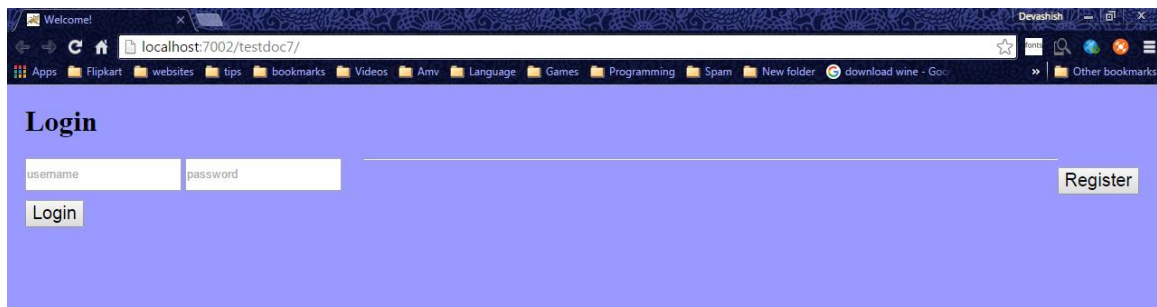 Welcome!
Devashish
localhost:7002/testdoc7/
fonts
Apps Flipkart websites tips bookmarks Videos Amv Language Games Programming Spam New folder download wine - Goo » Other bookmarks
Login
username password
Register
Login